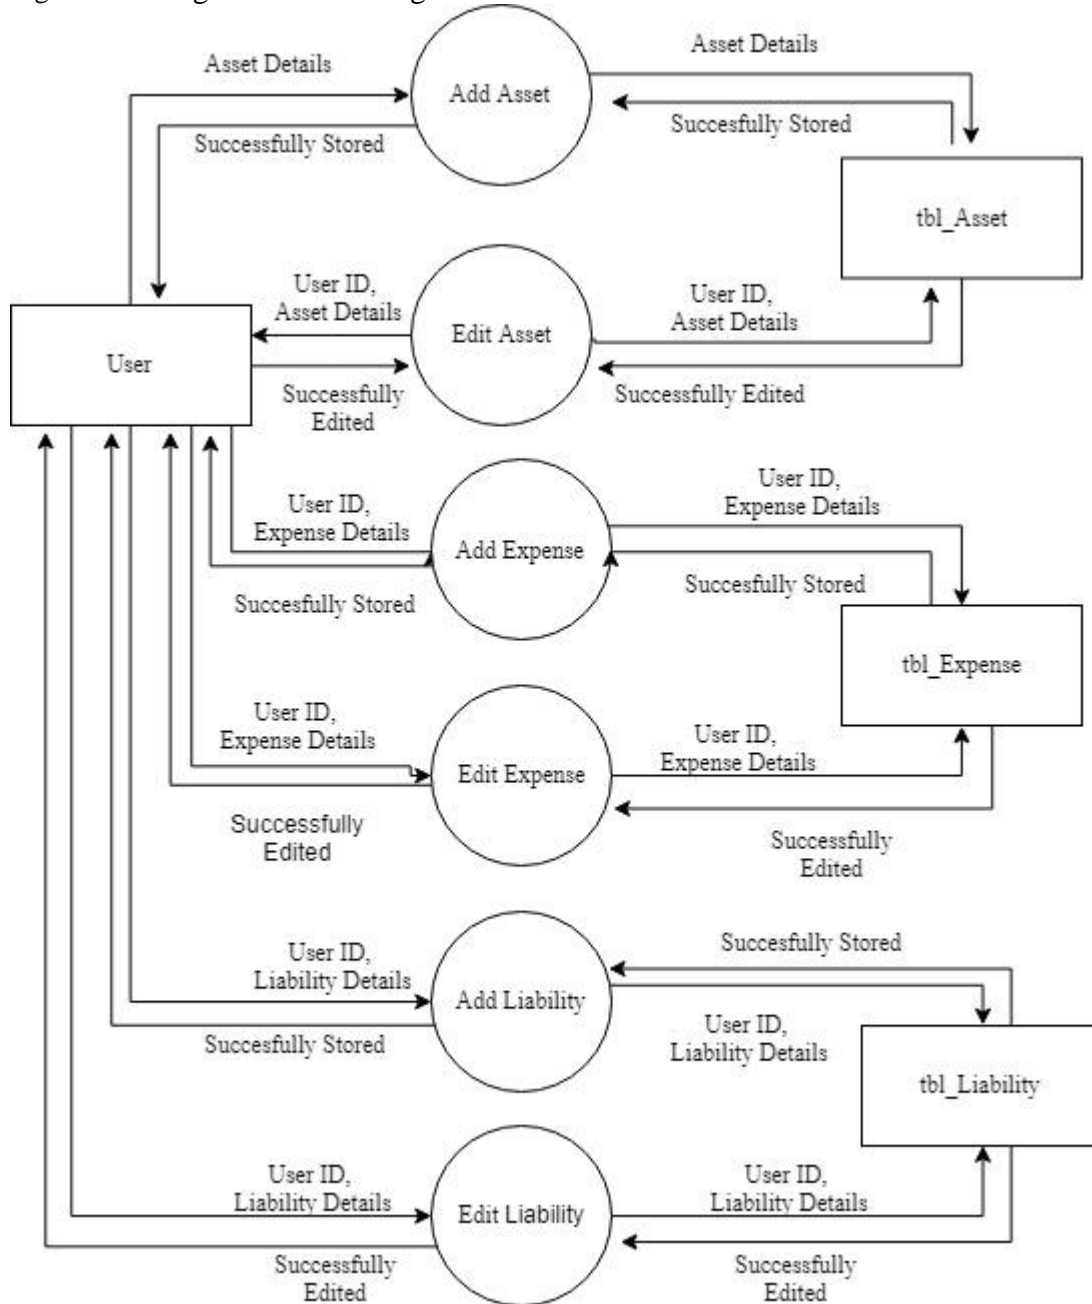 Asset Details
Asset Details
Add Asset
Succesfully Stored
Successfully Stored
tbl_Asset
User ID,
Asset Details
User ID,
Asset Details
Edit Asset
User
Successfully
Edited
Successfully Edited
User ID,
Expense Details
User ID,
Expense Details
Add Expense
Succesfully Stored
Succesfully Stored
tbl_Expense
User ID,
Expense Details
User ID,
Expense Details
Edit Expense
Successfully
Edited
Successfully
Edited
Succesfully Stored
User ID,
Liability Details
Add Liability
User ID,
Liability Details
Succesfully Stored
tbl_Liability
User ID,
Liability Details
User ID,
Liability Details
Edit Liability
Successfully
Edited
Successfully
Edited